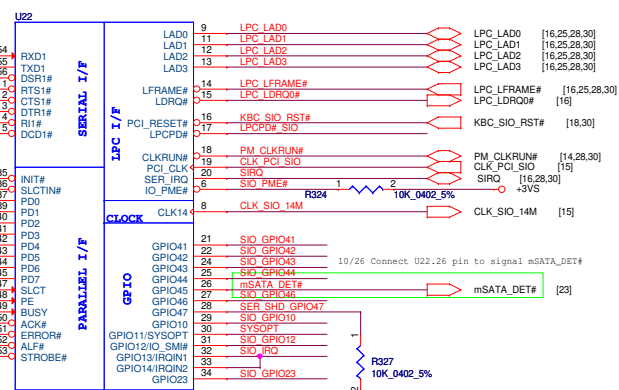 U22
9 LPC_LAD0
LAD0 LPC_LAD0 [16,25,28,30]
11 LPC_LAD1
LAD1 LPC_LAD1 [16,25,28,30]
12 LPC_LAD2
RXD1 LAD2 LPC_LAD2 [16,25,28,30]
13 LPC_LAD3
TXD1 LAD3 LPC_LAD3 [16,25,28,30]
DSR1#
RTS1# LFRAME# 14 LPC_LFRAME# LPC_LFRAME# [16,25,28,30]
CTS1# LDRQ# 15 LPC_LDRQ0# LPC_LDRQ0# [16]
DTR1#
RI1# PCI_RESET# 16 KBC_SIO_RST# KBC_SIO_RST# [18,30]
DCD1# LPCPD# 17 LPCPD#_SIO
SERIAL I/F
LPC I/F
CLKRUN# 18 PM_CLKRUN# PM_CLKRUN# [14,28,30]
PCI_CLK 19 CLK_PCI_SIO CLK_PCI_SIO [15]
INIT# SER_IRQ 20 SIRQ SIRQ [16,28,30]
SLCTIN# IO_PME# 6 SIO_PME# 1 2 +3VS
R324 10K_0402_5%
PD0
PD1 CLK14 8 CLK_SIO_14M CLK_SIO_14M [15]
CLOCK
PD2
PD3
PD4 GPIO41 21 SIO_GPIO41
PD5 GPIO42 22 SIO_GPIO42
PD6 GPIO43 24 SIO_GPIO43
10/26 Connect U22.26 pin to signal mSATA_DET#
PD7 GPIO44 25 SIO_GPIO44
SLCT GPIO45 26 mSATA_DET# mSATA_DET# [23]
PE GPIO46 27 SIO_GPIO46
BUSY GPIO47 28 SER_SHD_GPIO47
ACK# GPIO10 29 SIO_GPIO10
ERROR# GPIO11/SYSOPT 30 SYSOPT
ALF# GPIO12/IO_SMI# 31 SIO_GPIO12
STROBE# GPIO13/IRQIN1 32 SIO_IRQ
GPIO14/IRQIN2 33
GPIO23 34 SIO_GPIO23
PARALLEL I/F
GPIO
1
R327
10K_0402_5%